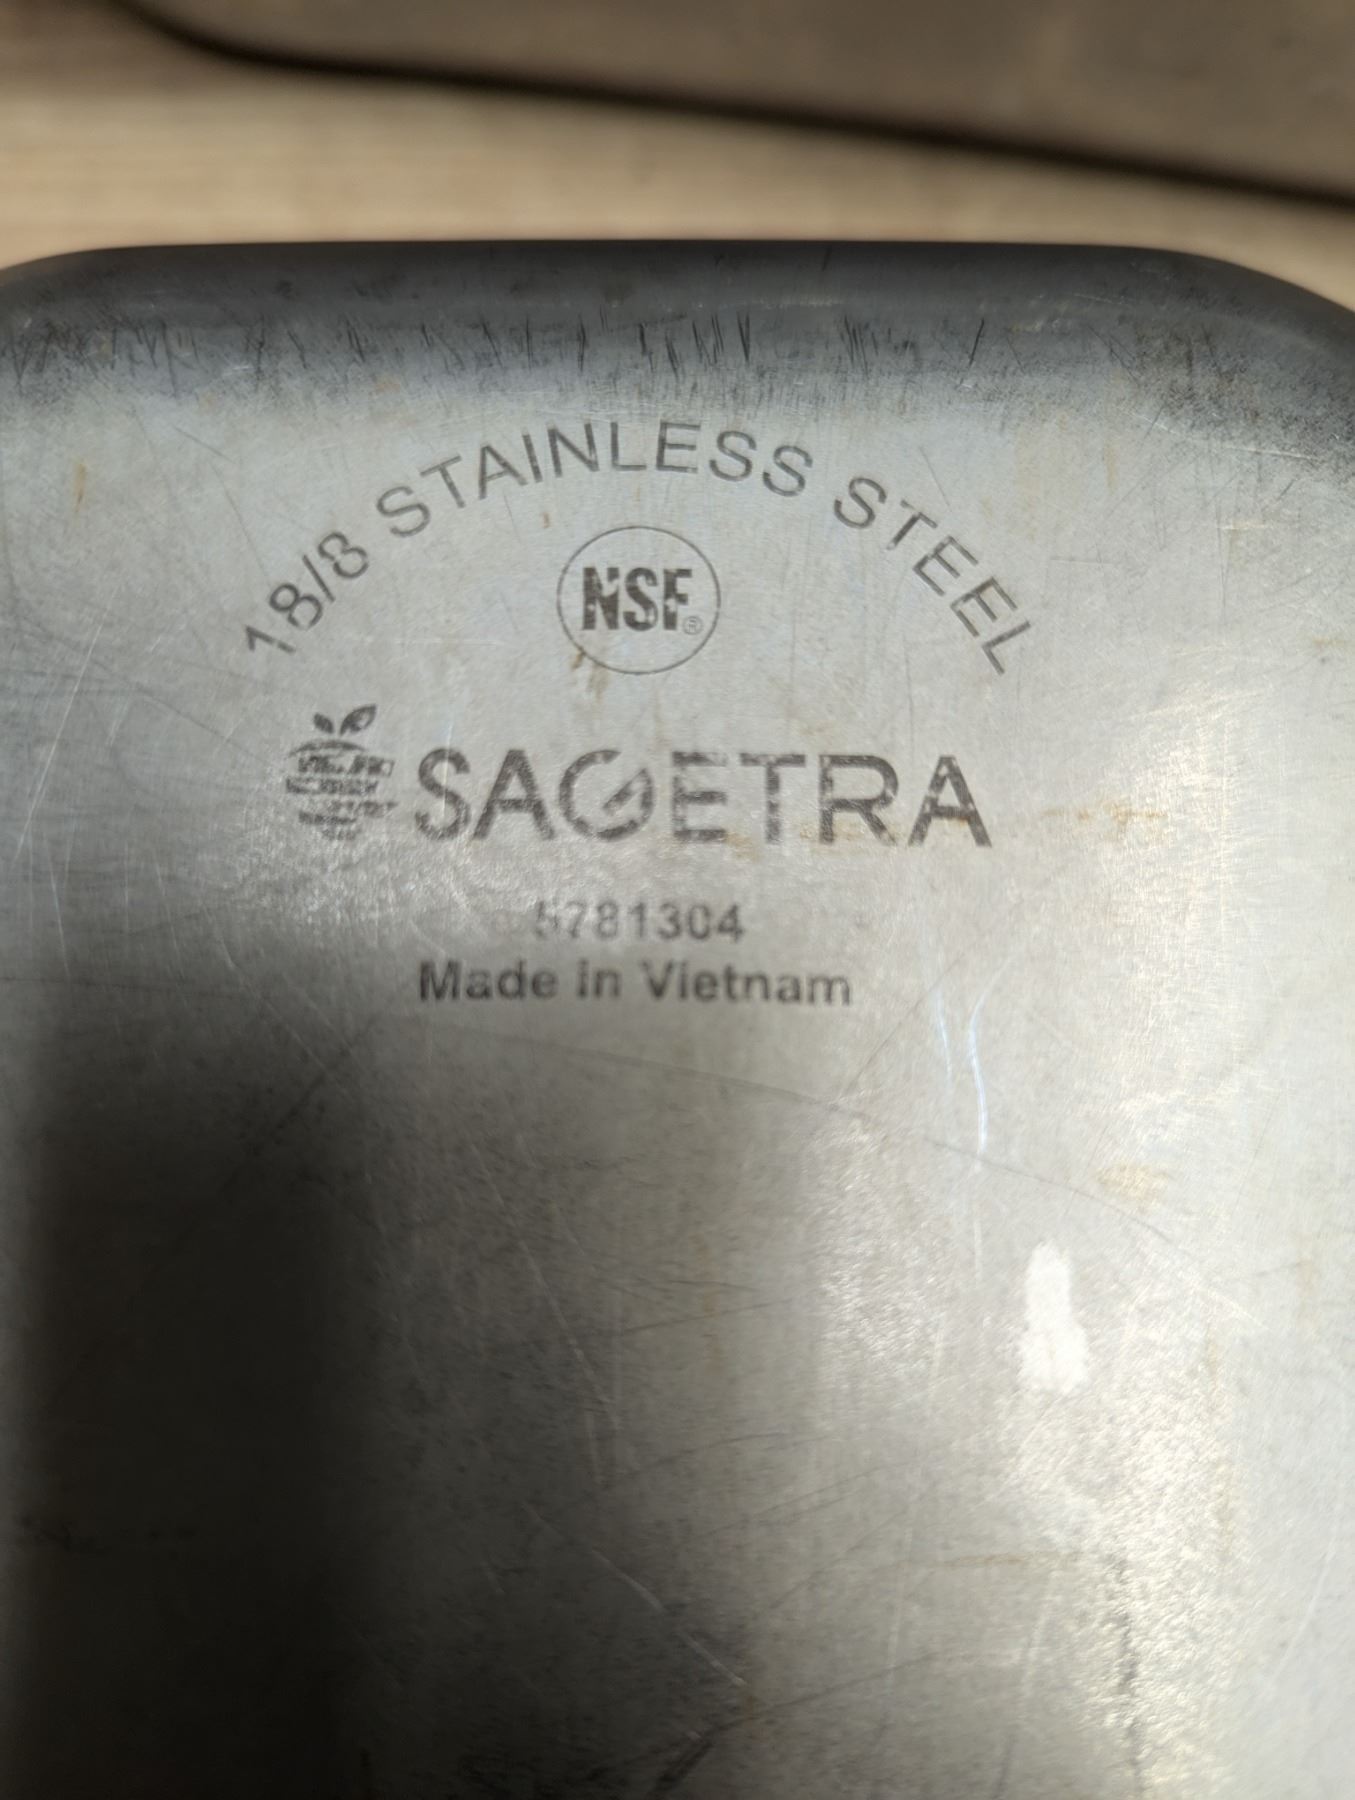 18/8 STAINLESS STEEL
NSF®
SAGETRA
5781304
Made in Vietnam